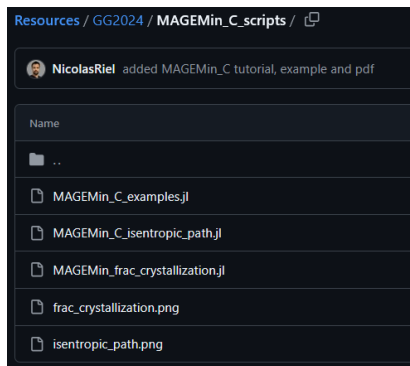 Resources / GG2024 / MAGEMin_C_scripts /
NicolasRiel added MAGEMin_C tutorial, example and pdf
Name
..
MAGEMin_C_examples.jl
MAGEMin_C_isentropic_path.jl
MAGEMin_frac_crystallization.jl
frac_crystallization.png
isentropic_path.png